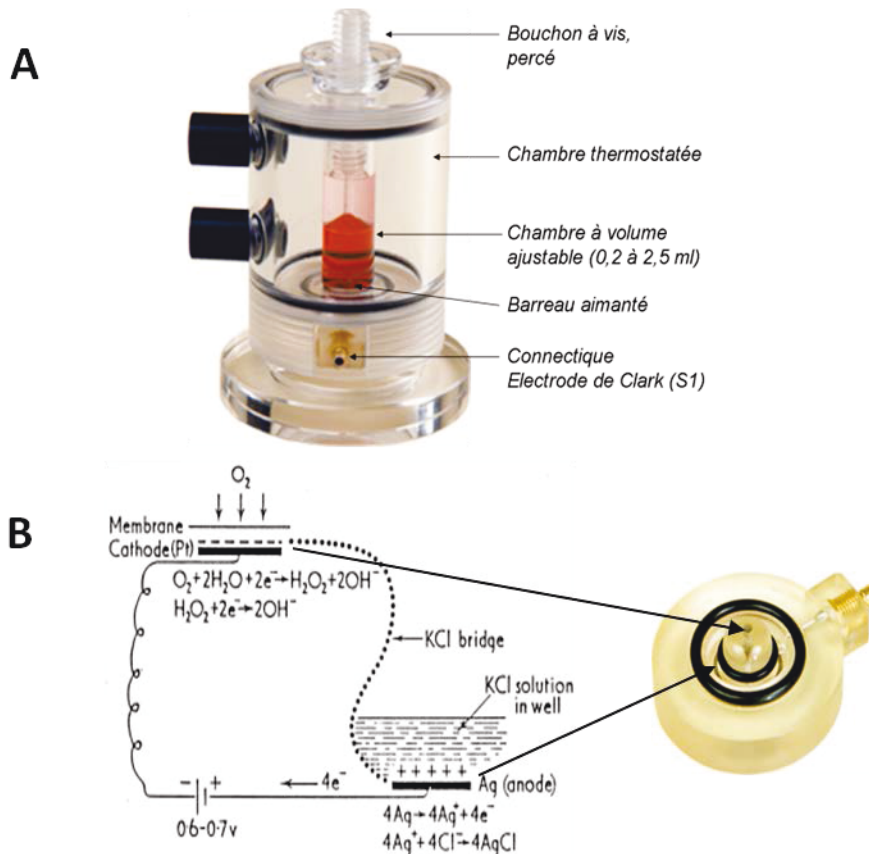 A
Bouchon à vis,
percé
Chambre thermostatée
Chambre à volume
ajustable (0,2 à 2,5 ml)
Barreau aimanté
Connectique
Electrode de Clark (S1)
B
O₂
Membrane
Cathode (Pt)
O₂+2H₂O+2e⁻→H₂O₂+2OH⁻
H₂O₂+2e⁻→2OH⁻
KCl bridge
KCl solution
in well
+ + + + +
Ag (anode)
4e⁻
− +
0·6-0·7v
4Ag→4Ag⁺+4e⁻
4Ag⁺+4Cl⁻→4AgCl